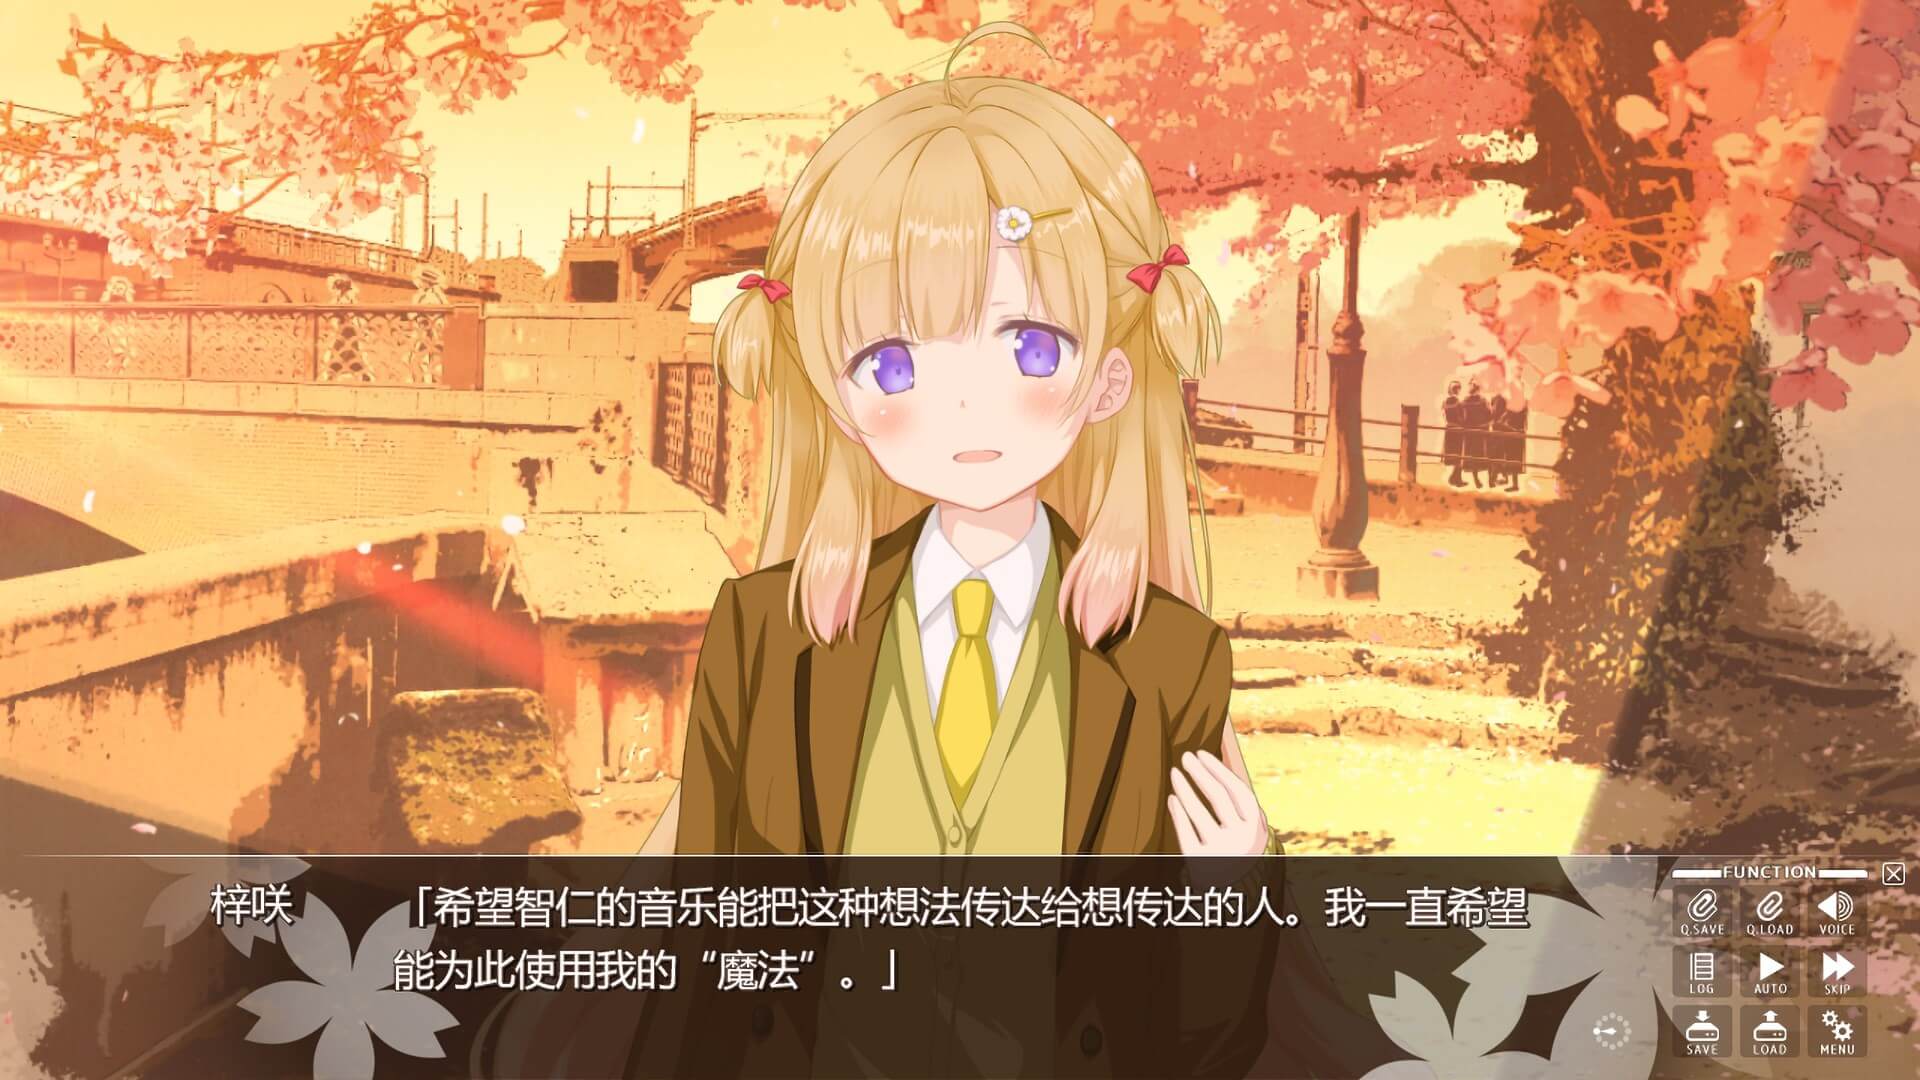 梓咲
「希望智仁的音乐能把这种想法传达给想传达的人。我一直希望
能为此使用我的“魔法”。」
FUNCTION
Q.SAVE Q.LOAD VOICE
LOG AUTO SKIP
SAVE LOAD MENU